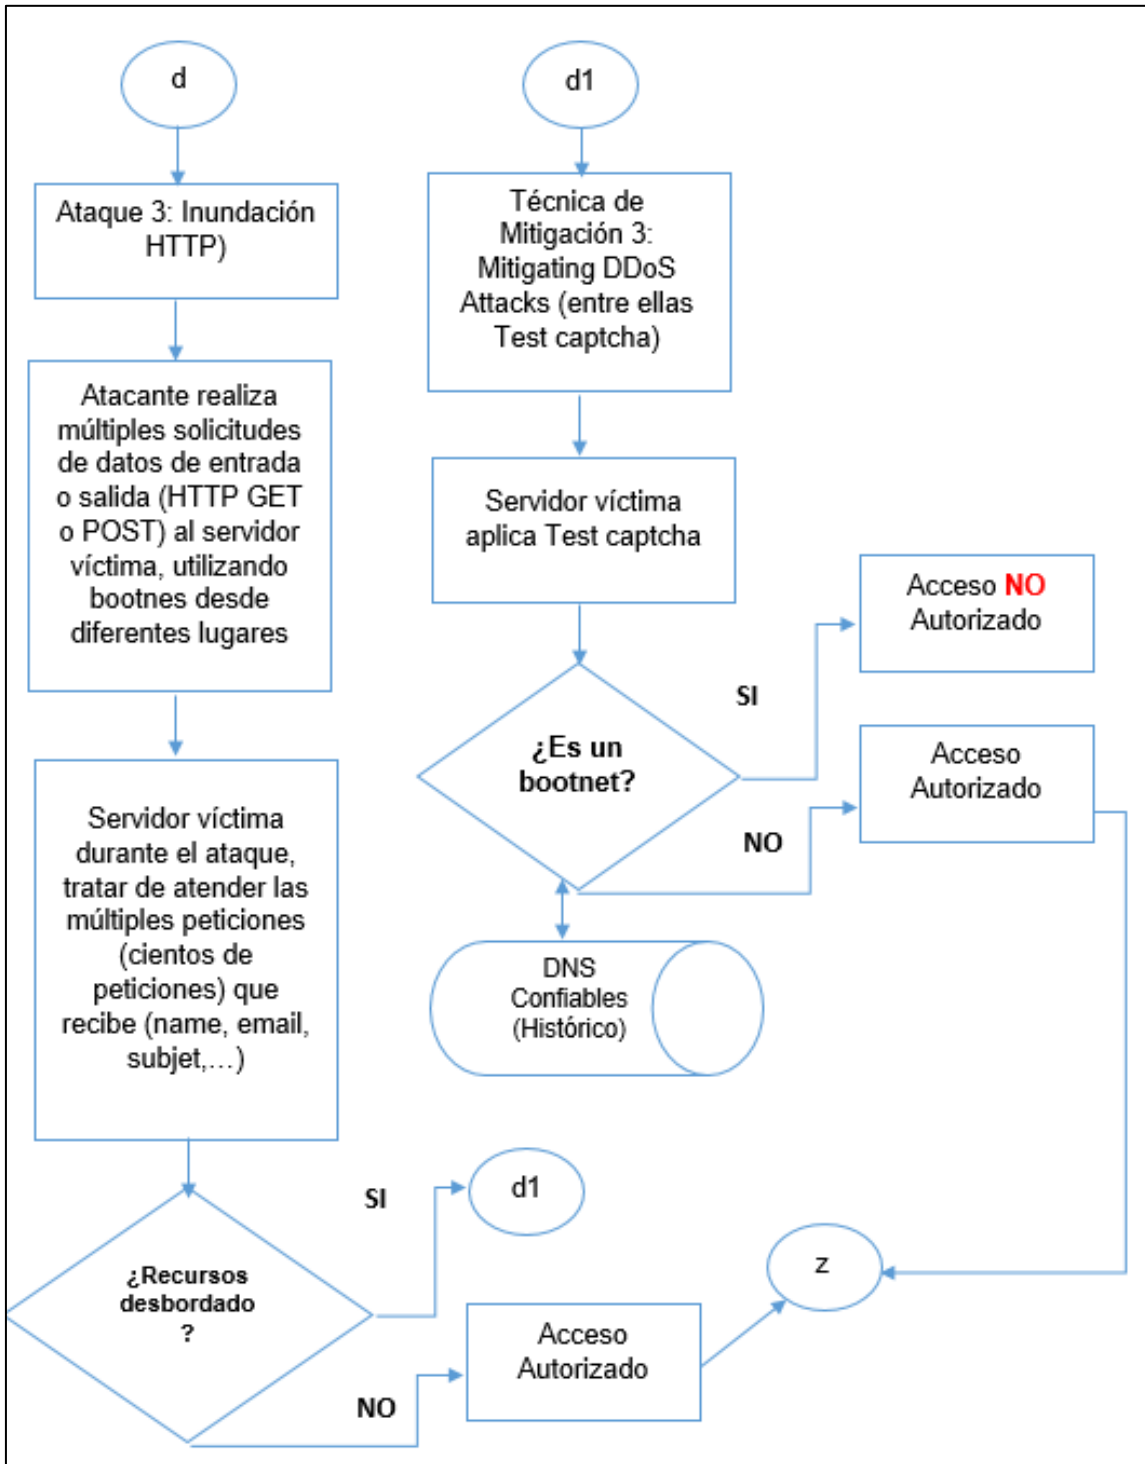 d
Ataque 3: Inundación
HTTP)
Atacante realiza
múltiples solicitudes
de datos de entrada
o salida (HTTP GET
o POST) al servidor
víctima, utilizando
bootnes desde
diferentes lugares
Servidor víctima
durante el ataque,
tratar de atender las
múltiples peticiones
(cientos de
peticiones) que
recibe (name, email,
subjet,...)
¿Recursos
desbordado
?
SI
d1
NO
Acceso
Autorizado
z
d1
Técnica de
Mitigación 3:
Mitigating DDoS
Attacks (entre ellas
Test captcha)
Servidor víctima
aplica Test captcha
¿Es un
bootnet?
SI
Acceso NO
Autorizado
NO
Acceso
Autorizado
DNS
Confiables
(Histórico)